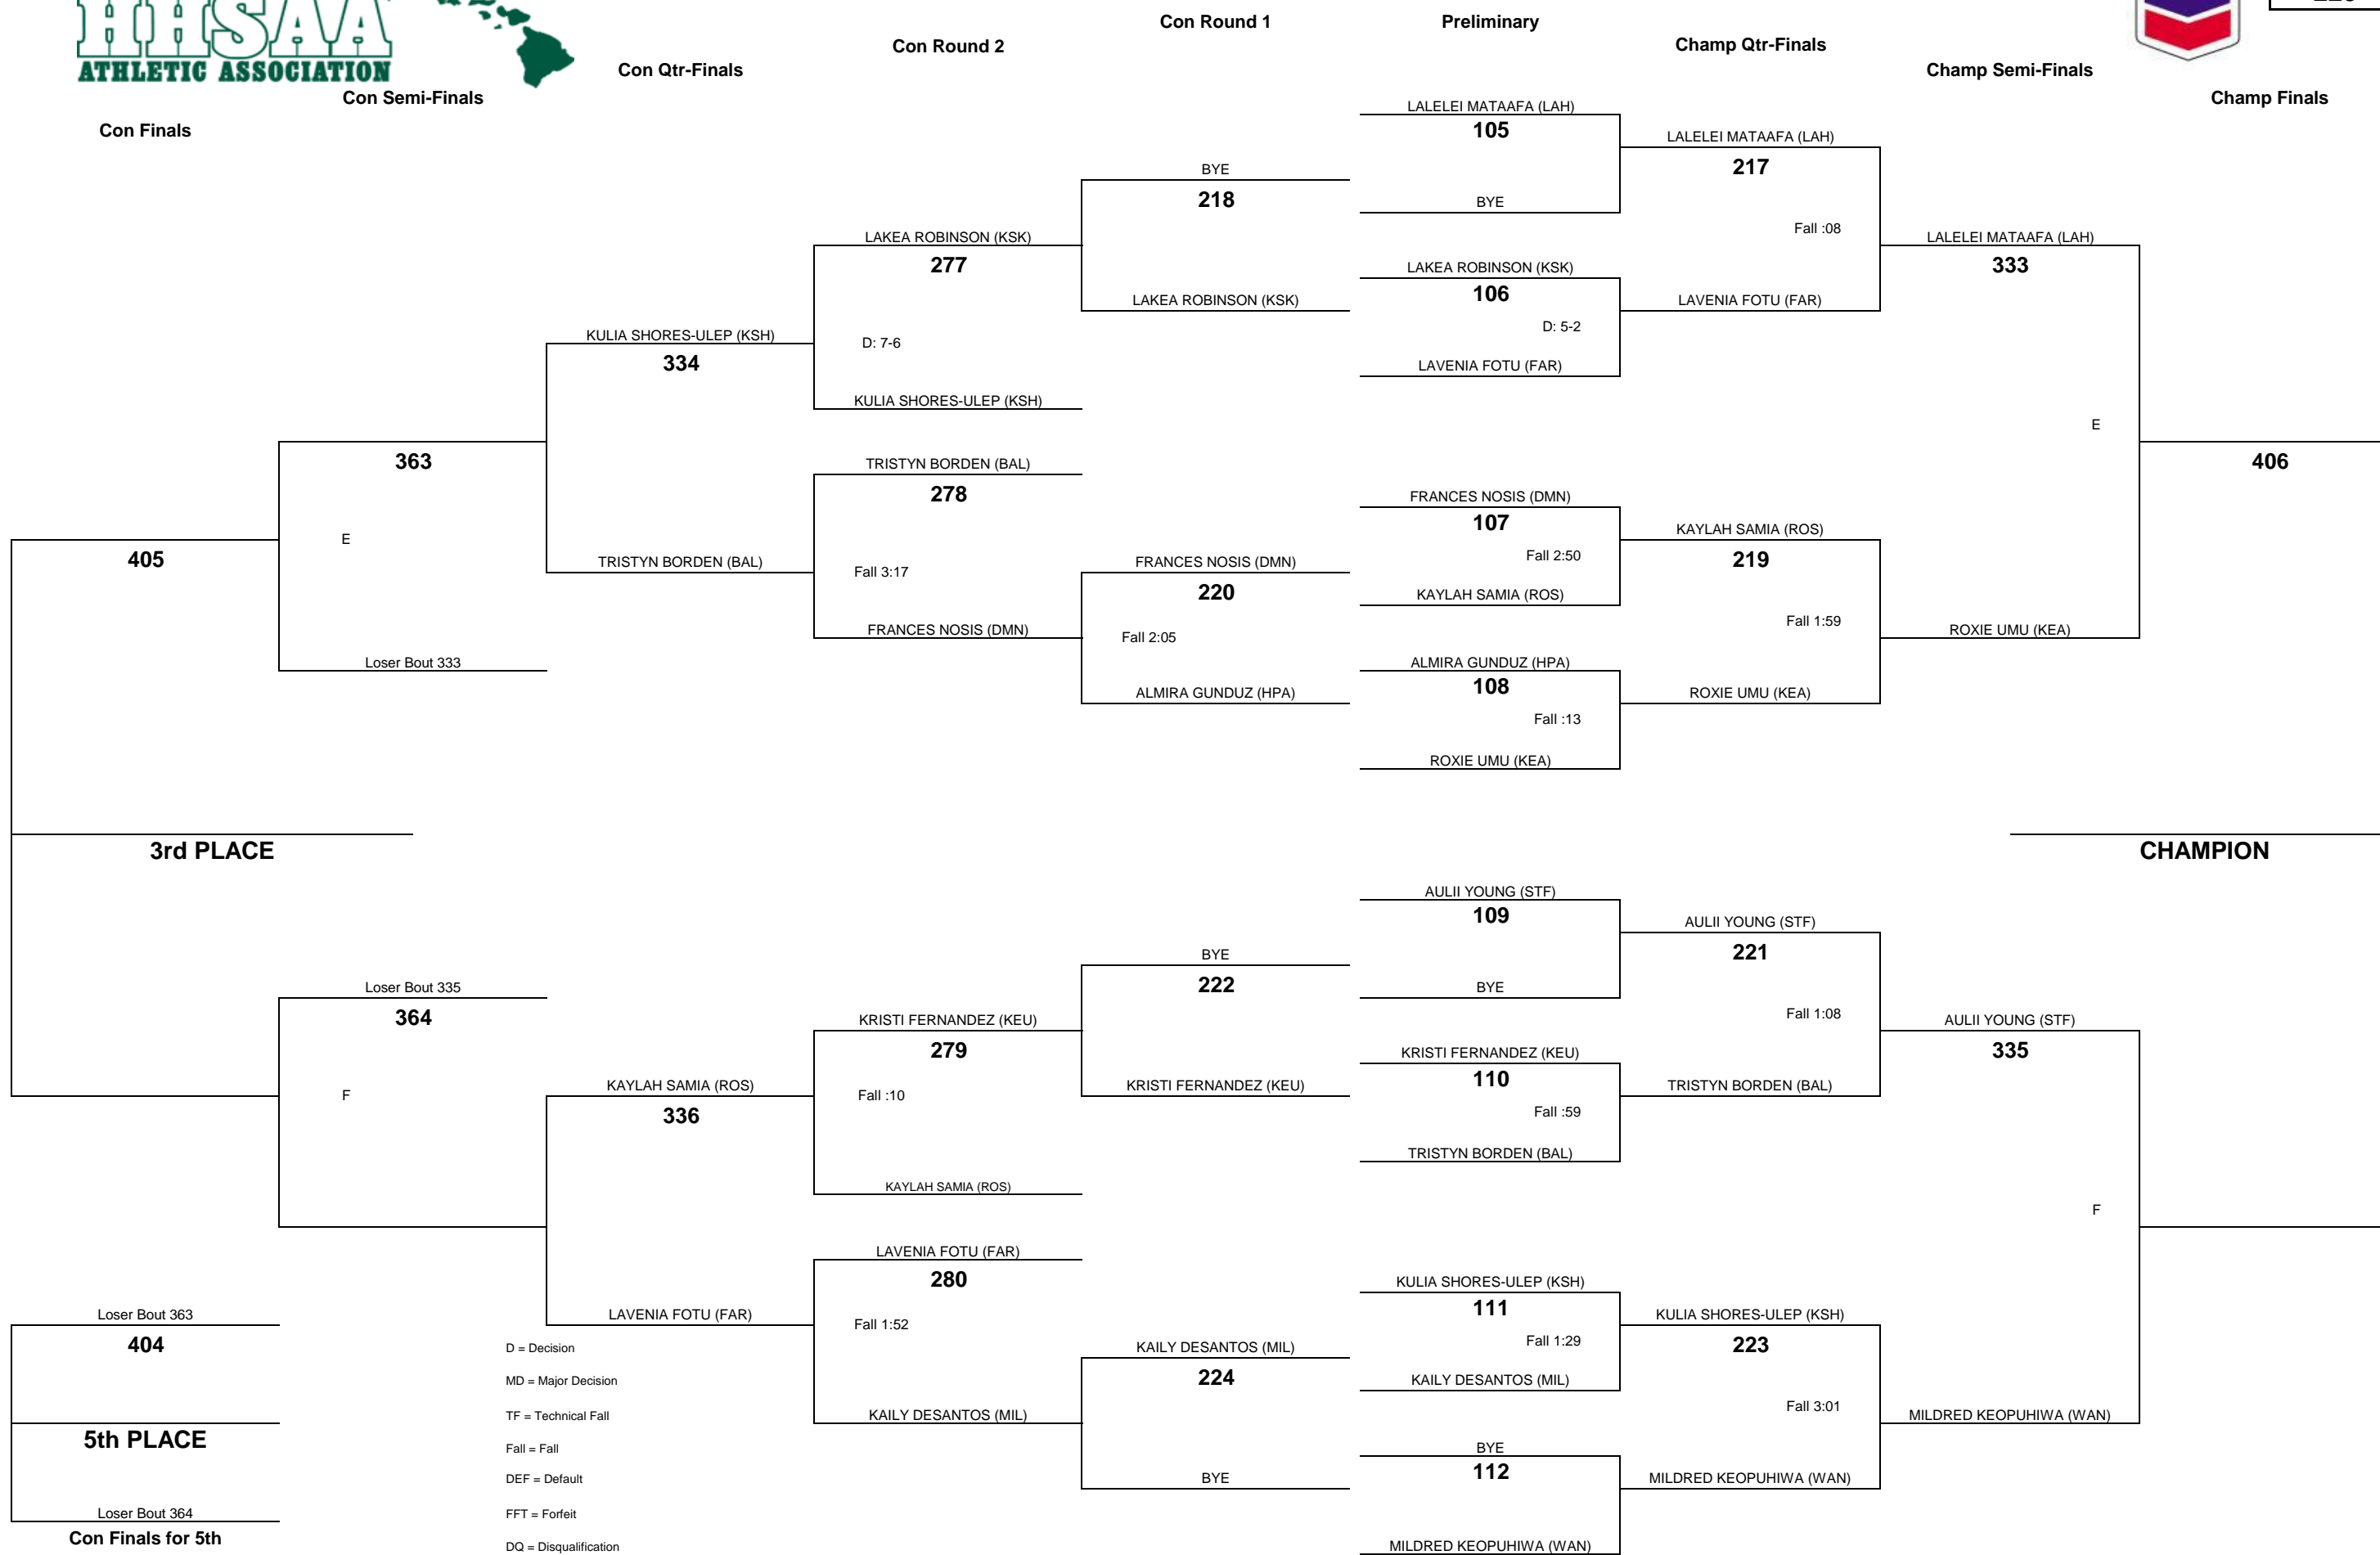 HHSAA
ATHLETIC ASSOCIATION
Con Finals
Con Semi-Finals
Con Qtr-Finals
Con Round 2
Con Round 1
Preliminary
Champ Qtr-Finals
Champ Semi-Finals
Champ Finals
LALELEI MATAAFA (LAH)
105
BYE
LAKEA ROBINSON (KSK)
106
D: 5-2
LAVENIA FOTU (FAR)
FRANCES NOSIS (DMN)
107
Fall 2:50
KAYLAH SAMIA (ROS)
ALMIRA GUNDUZ (HPA)
108
Fall :13
ROXIE UMU (KEA)
AULII YOUNG (STF)
109
BYE
KRISTI FERNANDEZ (KEU)
110
Fall :59
TRISTYN BORDEN (BAL)
KULIA SHORES-ULEP (KSH)
111
Fall 1:29
KAILY DESANTOS (MIL)
BYE
112
MILDRED KEOPUHIWA (WAN)
LALELEI MATAAFA (LAH)
217
Fall :08
LAVENIA FOTU (FAR)
KAYLAH SAMIA (ROS)
219
Fall 1:59
ROXIE UMU (KEA)
AULII YOUNG (STF)
221
Fall 1:08
TRISTYN BORDEN (BAL)
KULIA SHORES-ULEP (KSH)
223
Fall 3:01
MILDRED KEOPUHIWA (WAN)
LALELEI MATAAFA (LAH)
333
E
ROXIE UMU (KEA)
AULII YOUNG (STF)
335
F
MILDRED KEOPUHIWA (WAN)
406
CHAMPION
BYE
218
LAKEA ROBINSON (KSK)
FRANCES NOSIS (DMN)
220
Fall 2:05
ALMIRA GUNDUZ (HPA)
BYE
222
KRISTI FERNANDEZ (KEU)
KAILY DESANTOS (MIL)
224
BYE
LAKEA ROBINSON (KSK)
277
D: 7-6
KULIA SHORES-ULEP (KSH)
TRISTYN BORDEN (BAL)
278
Fall 3:17
FRANCES NOSIS (DMN)
KRISTI FERNANDEZ (KEU)
279
Fall :10
KAYLAH SAMIA (ROS)
LAVENIA FOTU (FAR)
280
Fall 1:52
KAILY DESANTOS (MIL)
KULIA SHORES-ULEP (KSH)
334
TRISTYN BORDEN (BAL)
KAYLAH SAMIA (ROS)
336
LAVENIA FOTU (FAR)
363
E
Loser Bout 333
Loser Bout 335
364
F
405
3rd PLACE
Loser Bout 363
404
5th PLACE
Loser Bout 364
Con Finals for 5th
D = Decision
MD = Major Decision
TF = Technical Fall
Fall = Fall
DEF = Default
FFT = Forfeit
DQ = Disqualification